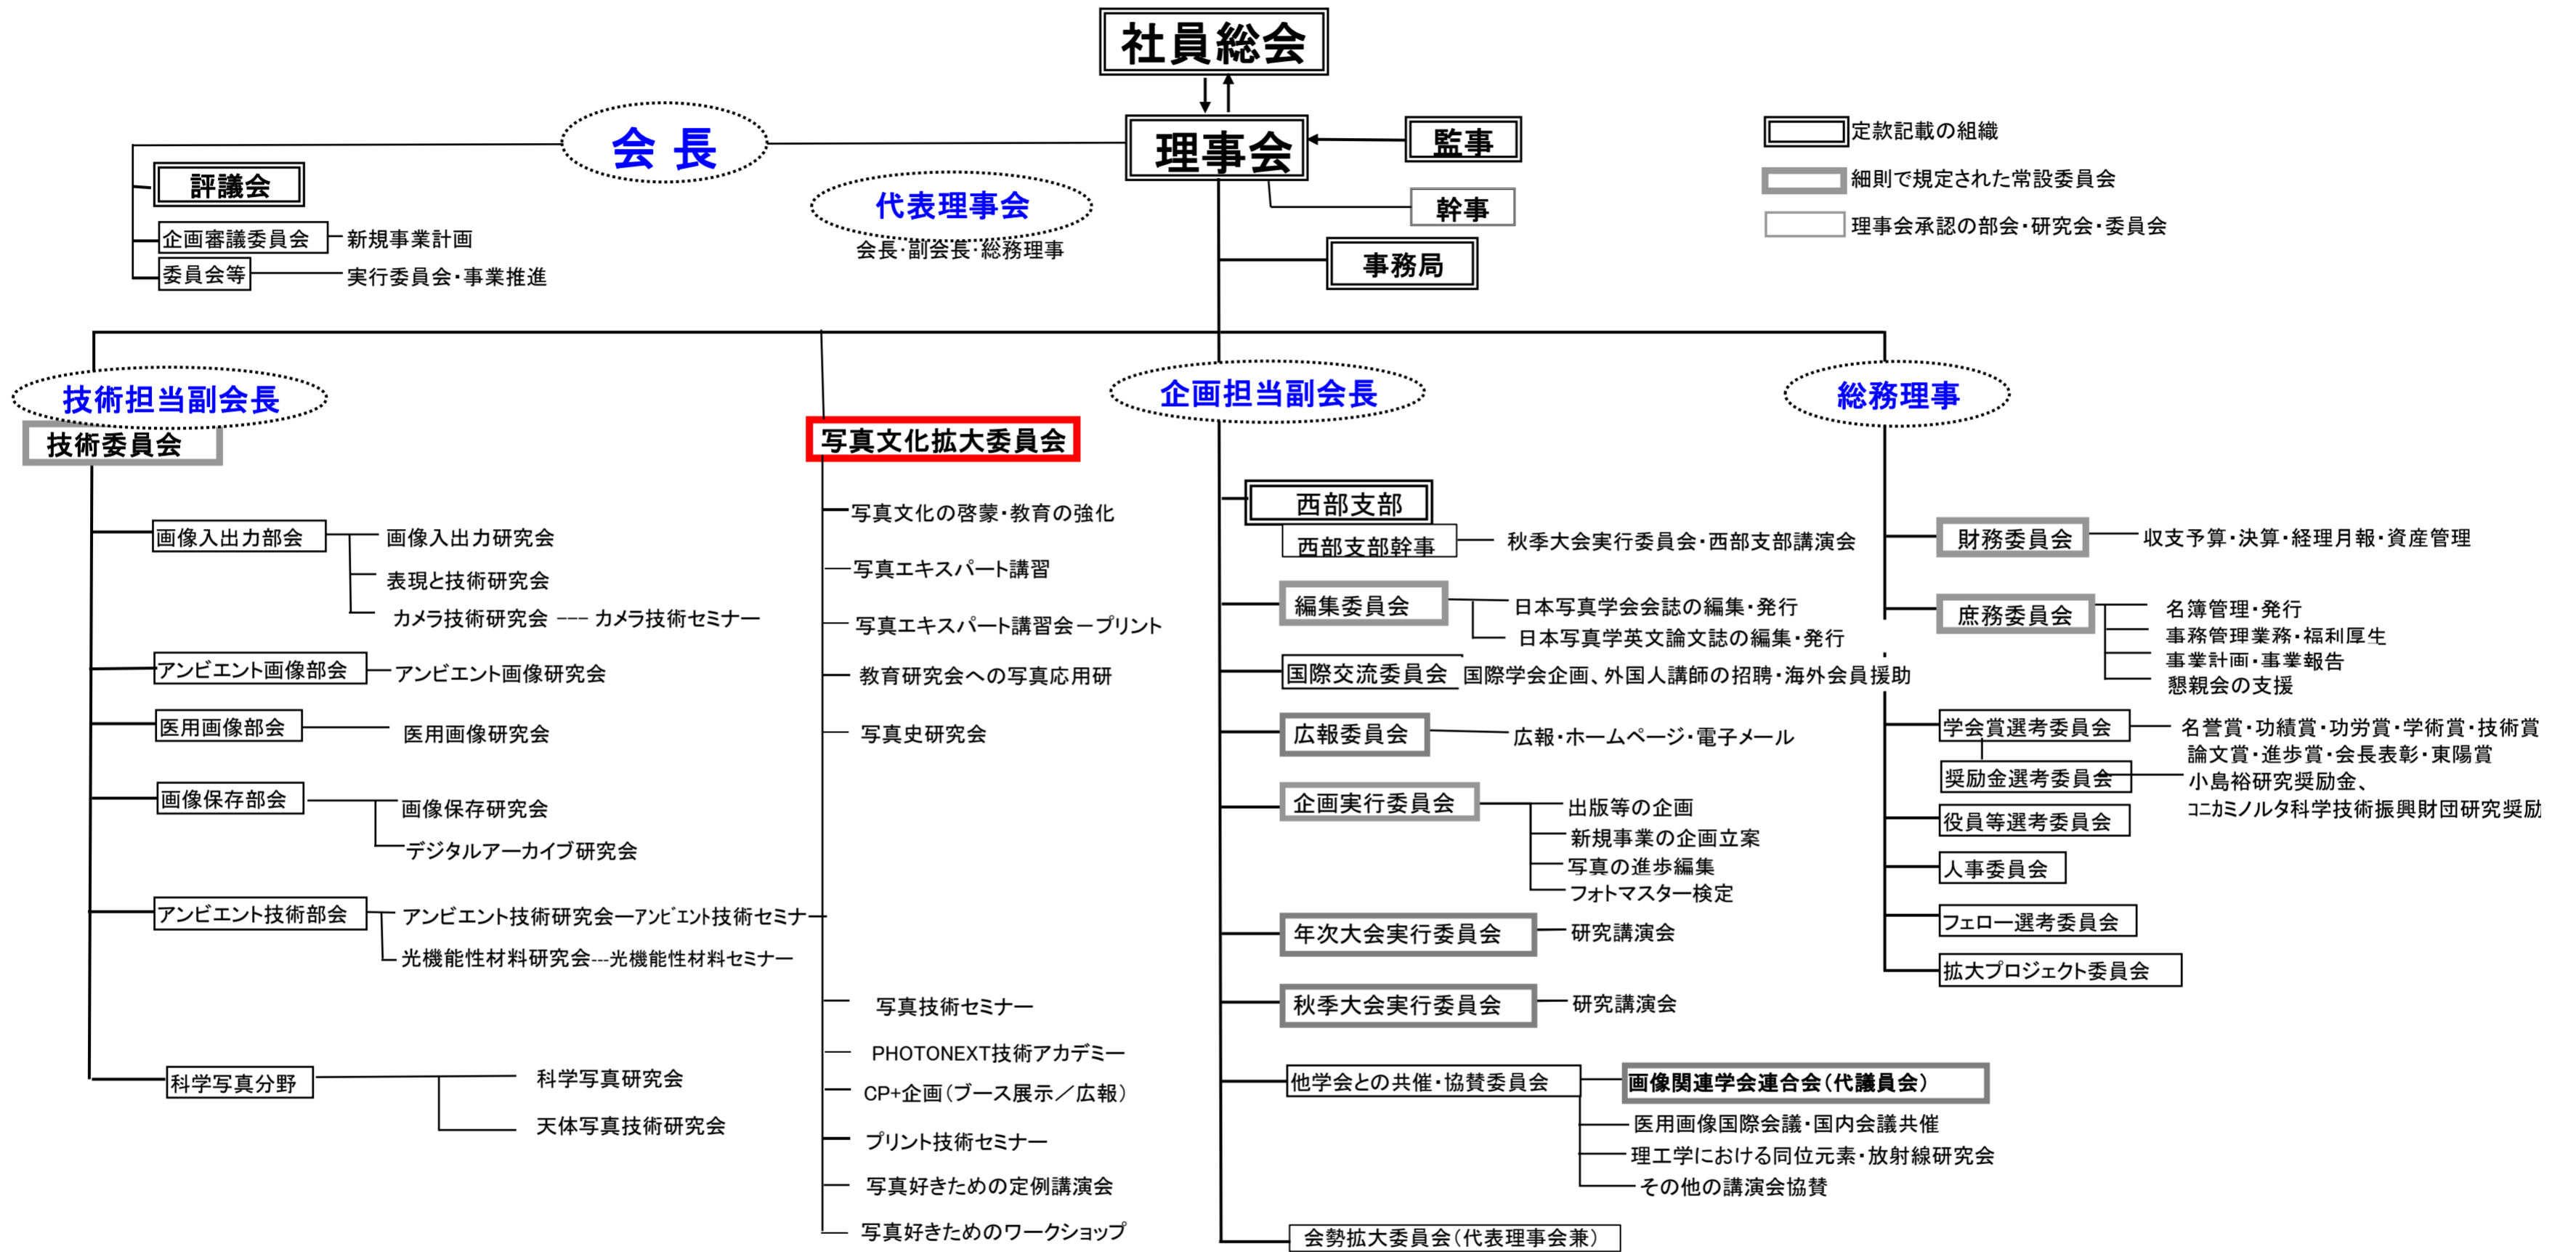 社員総会
会長
理事会
監事
定款記載の組織
評議会
代表理事会
幹事
細則で規定された常設委員会
企画審議委員会
新規事業計画
会長・副会長・総務理事
理事会承認の部会・研究会・委員会
委員会等
実行委員会・事業推進
事務局
技術担当副会長
技術委員会
画像入出力部会
画像入出力研究会
表現と技術研究会
カメラ技術研究会 --- カメラ技術セミナー
アンビエント画像部会
アンビエント画像研究会
医用画像部会
医用画像研究会
画像保存部会
画像保存研究会
デジタルアーカイブ研究会
アンビエント技術部会
アンビエント技術研究会ーアンビエント技術セミナー
光機能性材料研究会---光機能性材料セミナー
科学写真分野
科学写真研究会
天体写真技術研究会
写真文化拡大委員会
写真文化の啓蒙・教育の強化
写真エキスパート講習
写真エキスパート講習会－プリント
教育研究会への写真応用研
写真史研究会
写真技術セミナー
PHOTONEXT技術アカデミー
CP+企画（ブース展示／広報）
プリント技術セミナー
写真好きための定例講演会
写真好きためのワークショップ
企画担当副会長
西部支部
西部支部幹事
秋季大会実行委員会・西部支部講演会
編集委員会
日本写真学会会誌の編集・発行
日本写真学英文論文誌の編集・発行
国際交流委員会
国際学会企画、外国人講師の招聘・海外会員援助
広報委員会
広報・ホームページ・電子メール
企画実行委員会
出版等の企画
新規事業の企画立案
写真の進歩編集
フォトマスター検定
年次大会実行委員会
研究講演会
秋季大会実行委員会
研究講演会
他学会との共催・協賛委員会
画像関連学会連合会（代議員会）
医用画像国際会議・国内会議共催
理工学における同位元素・放射線研究会
その他の講演会協賛
会勢拡大委員会（代表理事会兼）
総務理事
財務委員会
収支予算・決算・経理月報・資産管理
庶務委員会
名簿管理・発行
事務管理業務・福利厚生
事業計画・事業報告
懇親会の支援
学会賞選考委員会
名誉賞・功績賞・功労賞・学術賞・技術賞
論文賞・進歩賞・会長表彰・東陽賞
奨励金選考委員会
小島裕研究奨励金、
コニカミノルタ科学技術振興財団研究奨励
役員等選考委員会
人事委員会
フェロー選考委員会
拡大プロジェクト委員会